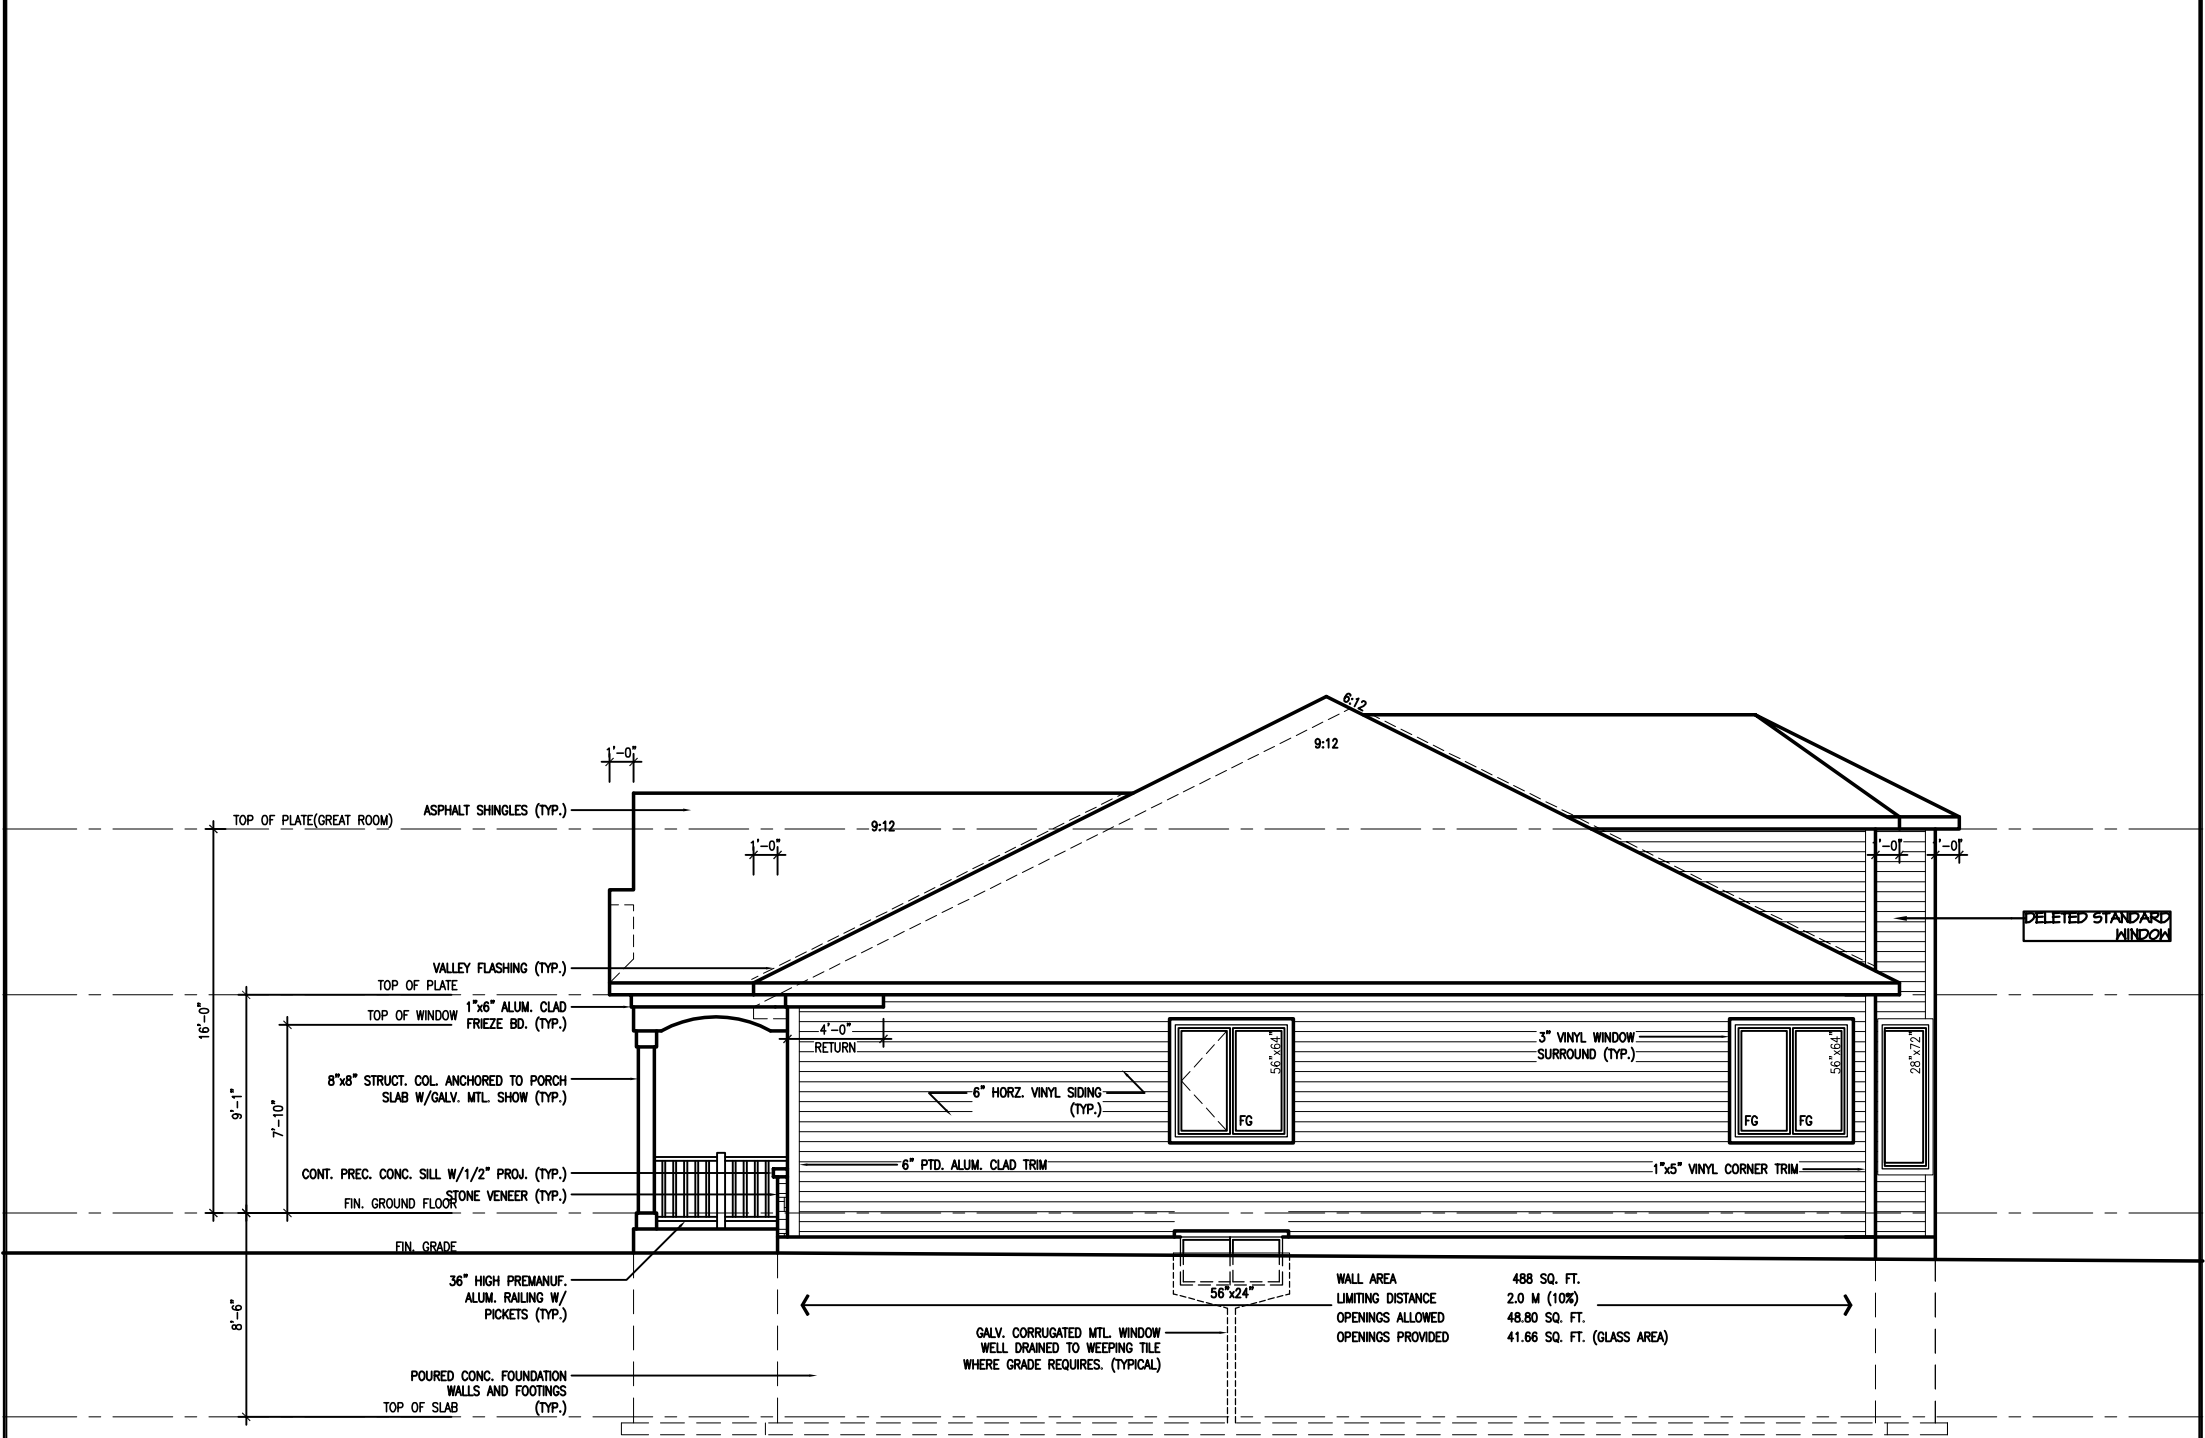 6:12
9:12
1'-0"
ASPHALT SHINGLES (TYP.)
TOP OF PLATE(GREAT ROOM)
9:12
1'-0"
'-0"
1'-0"
DELETED STANDARD
WINDOW
VALLEY FLASHING (TYP.)
TOP OF PLATE
1"x6" ALUM. CLAD
FRIEZE BD. (TYP.)
TOP OF WINDOW
16'-0"
9'-1"
7'-10"
4'-0"
RETURN
56"x64"
FG
3" VINYL WINDOW
SURROUND (TYP.)
56"x64"
FG
FG
28"x72"
8"x8" STRUCT. COL. ANCHORED TO PORCH
SLAB W/GALV. MTL. SHOW (TYP.)
6" HORZ. VINYL SIDING
(TYP.)
6" PTD. ALUM. CLAD TRIM
1"x5" VINYL CORNER TRIM
CONT. PREC. CONC. SILL W/1/2" PROJ. (TYP.)
STONE VENEER (TYP.)
FIN. GROUND FLOOR
FIN. GRADE
36" HIGH PREMANUF.
ALUM. RAILING W/
PICKETS (TYP.)
8'-6"
56"x24"
WALL AREA 488 SQ. FT.
LIMITING DISTANCE 2.0 M (10%)
OPENINGS ALLOWED 48.80 SQ. FT.
OPENINGS PROVIDED 41.66 SQ. FT. (GLASS AREA)
GALV. CORRUGATED MTL. WINDOW
WELL DRAINED TO WEEPING TILE
WHERE GRADE REQUIRES. (TYPICAL)
POURED CONC. FOUNDATION
WALLS AND FOOTINGS
(TYP.)
TOP OF SLAB